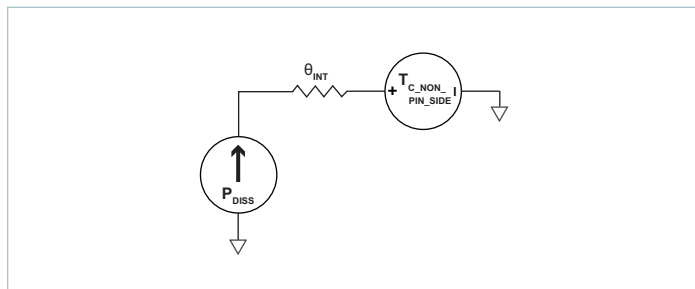 θINT
+ TC_NON_ I
PIN_SIDE
PDISS